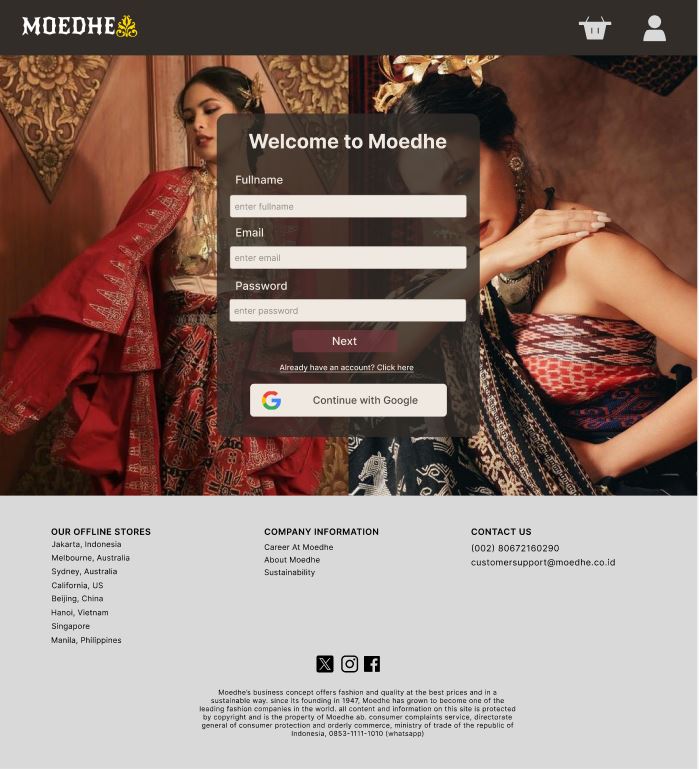 MOEDHE
Welcome to Moedhe
Fullname
enter fullname
Email
enter email
Password
enter password
Next
Already have an account? Click here
Continue with Google
OUR OFFLINE STORES
Jakarta, Indonesia
Melbourne, Australia
Sydney, Australia
California, US
Beijing, China
Hanoi, Vietnam
Singapore
Manila, Philippines
COMPANY INFORMATION
Career At Moedhe
About Moedhe
Sustainability
CONTACT US
(002) 80672160290
customersupport@moedhe.co.id
Moedhe's business concept offers fashion and quality at the best prices and in a
sustainable way. since its founding in 1947, Moedhe has grown to become one of the
leading fashion companies in the world. all content and information on this site is protected
by copyright and is the property of Moedhe ab. consumer complaints service, directorate
general of consumer protection and orderly commerce, ministry of trade of the republic of
Indonesia, 0853-1111-1010 (whatsapp)